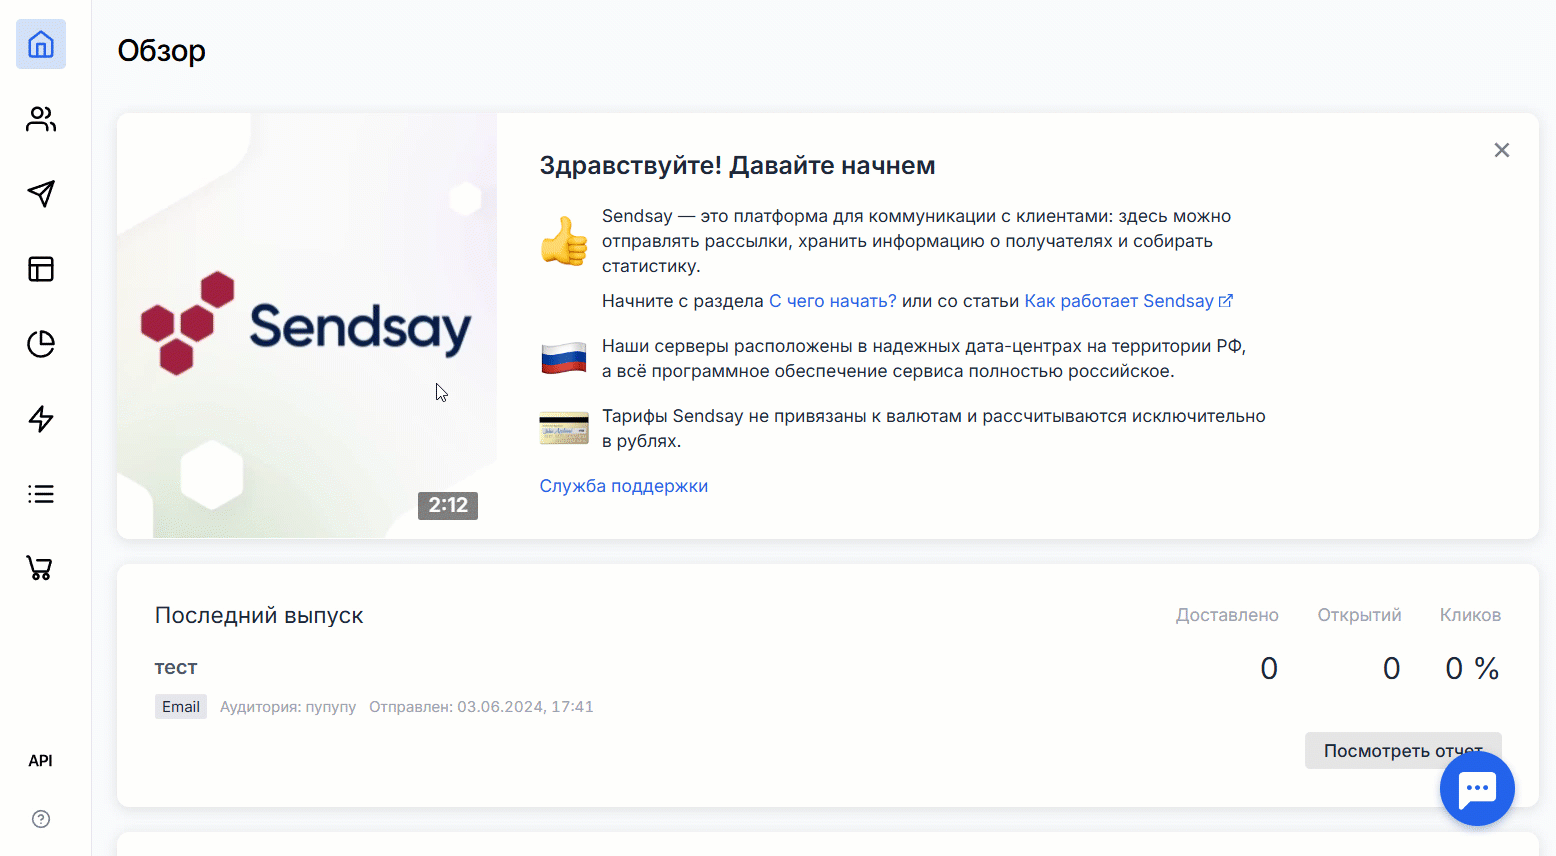 Обзор
Здравствуйте! Давайте начнем
Sendsay — это платформа для коммуникации с клиентами: здесь можно
отправлять рассылки, хранить информацию о получателях и собирать
статистику.
Начните с раздела С чего начать? или со статьи Как работает Sendsay
Sendsay
Наши серверы расположены в надежных дата-центрах на территории РФ,
а всё программное обеспечение сервиса полностью российское.
Тарифы Sendsay не привязаны к валютам и рассчитываются исключительно
в рублях.
Служба поддержки
2:12
Последний выпуск
Доставлено Открытий Кликов
тест
0 0 0 %
Email Аудитория: пупупу Отправлен: 03.06.2024, 17:41
Посмотреть отчет
API